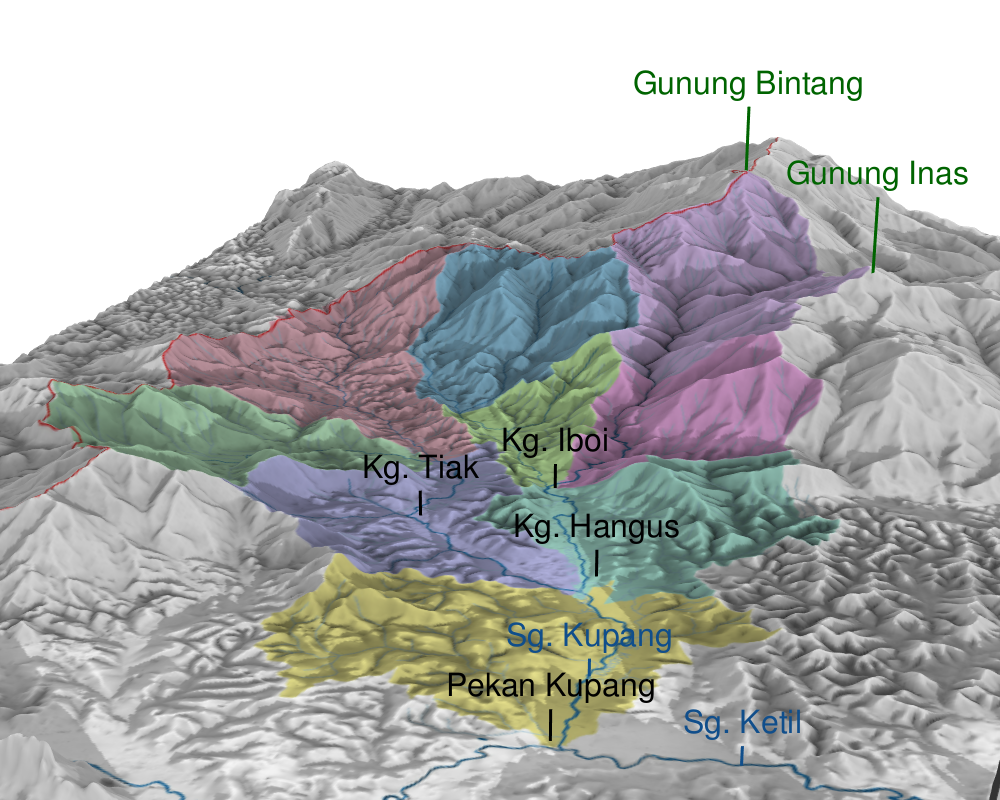 Gunung Bintang
Gunung Inas
Kg. Iboi
Kg. Tiak
Kg. Hangus
Sg. Kupang
Pekan Kupang
Sg. Ketil